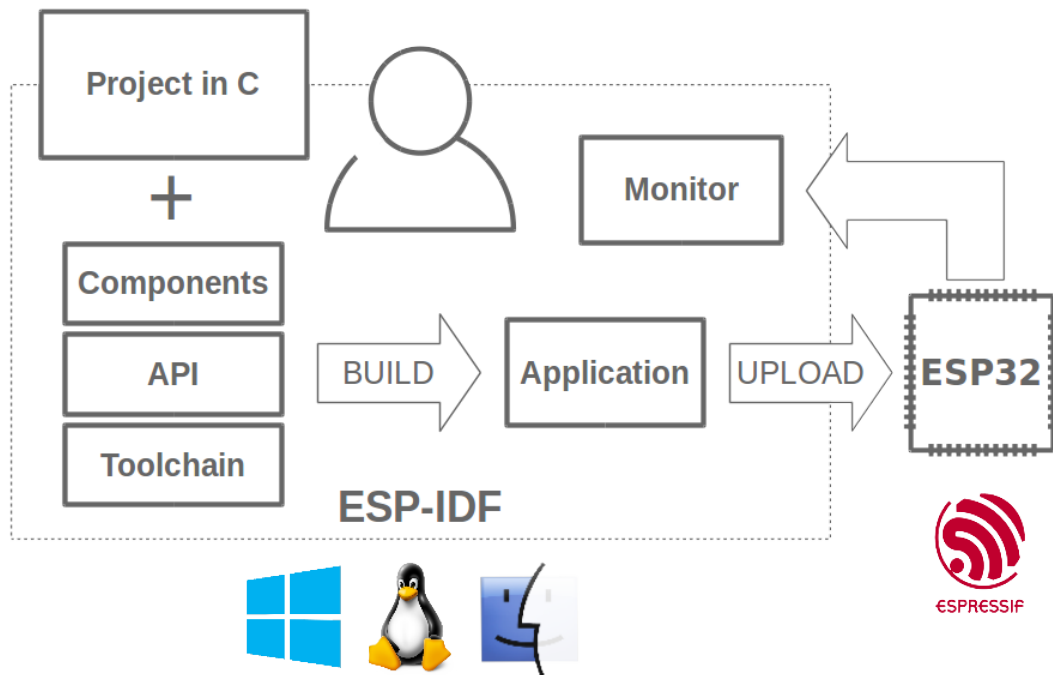 Project in C
+
Components
API
Toolchain
BUILD
Application
UPLOAD
Monitor
ESP32
ESP-IDF
ESPRESSIF